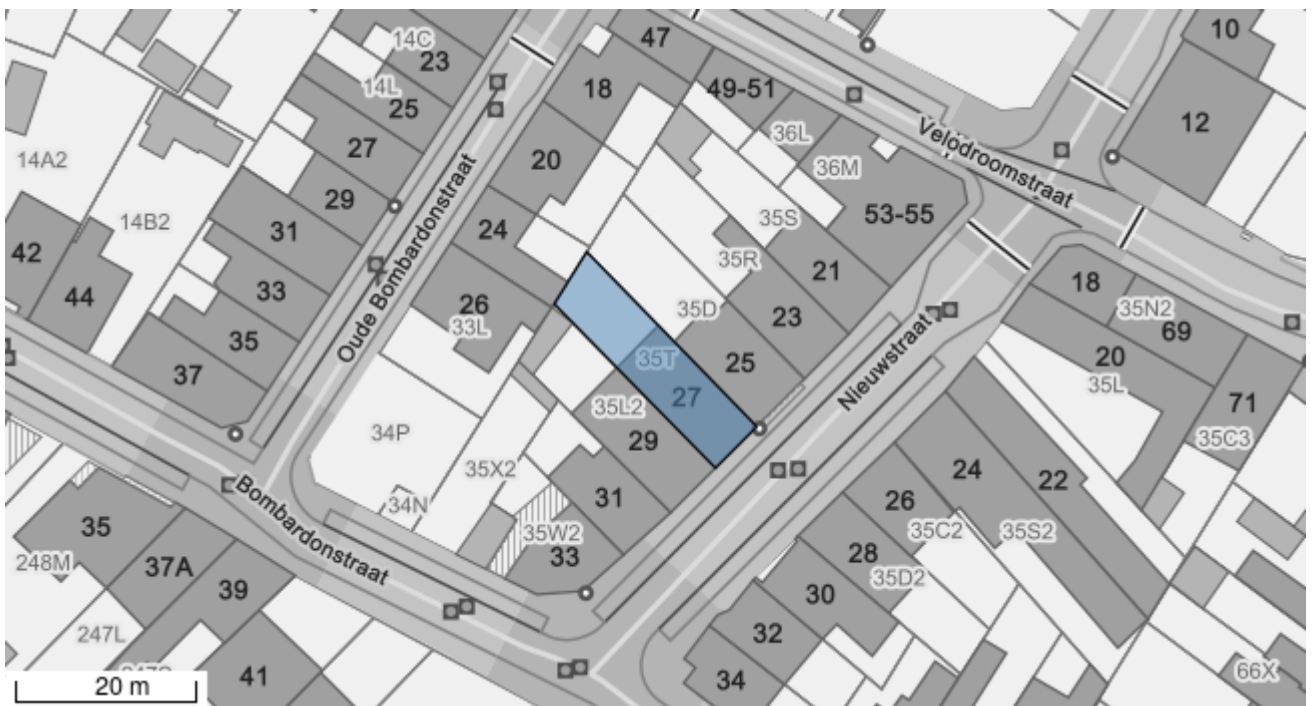 47
10
14C
23
18
49-51
14L
25
12
36L
Velodroomstraat
27
20
36M
14A2
29
53-55
Oude Bombardonstraat
31
14B2
24
35S
42
35R
21
18
44
33
26
33L
35D
23
35N2
69
35
Nieuwstraat
20
37
35T
25
35L
27
35L2
71
34P
29
35C3
35X2
24
22
31
26
34N
35
35W2
35C2
35S2
Bombardonstraat
28
33
248M
37A
35D2
39
30
247L
32
41
34
66X
20 m